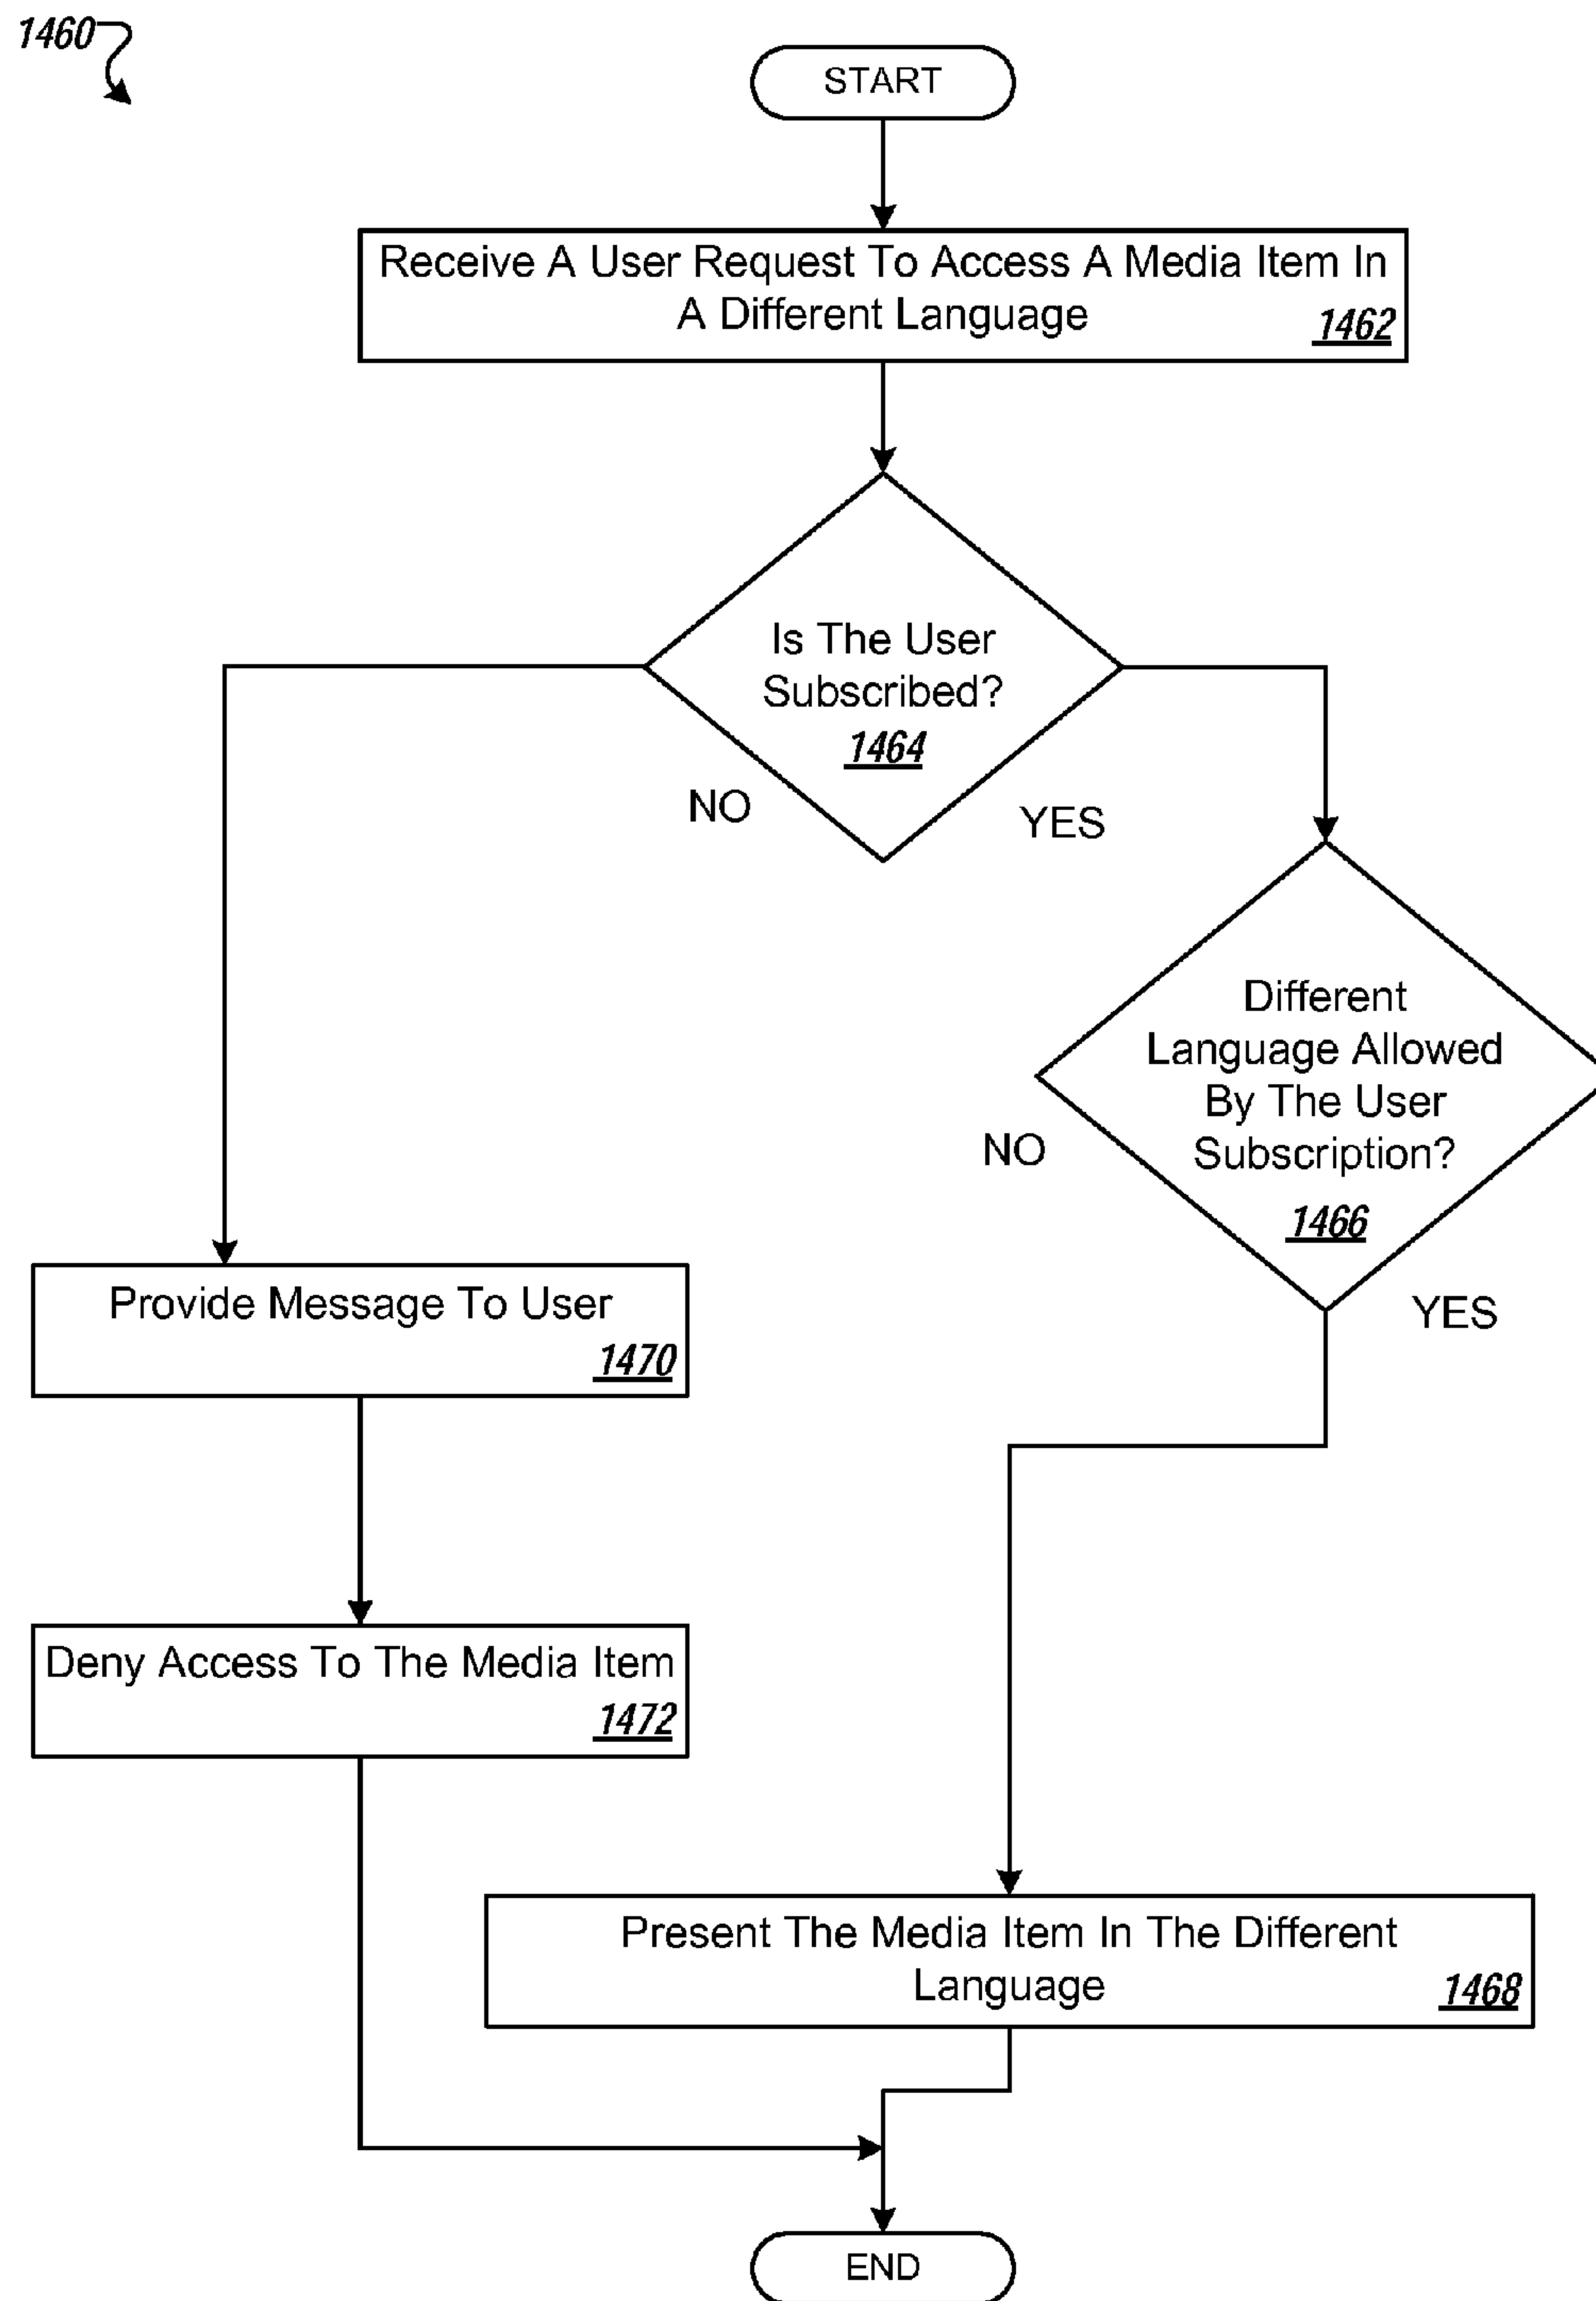 1460
START
Receive A User Request To Access A Media Item In
A Different Language
1462
Is The User
Subscribed?
1464
NO
YES
Different
Language Allowed
By The User
Subscription?
1466
NO
YES
Provide Message To User
1470
Deny Access To The Media Item
1472
Present The Media Item In The Different
Language
1468
END